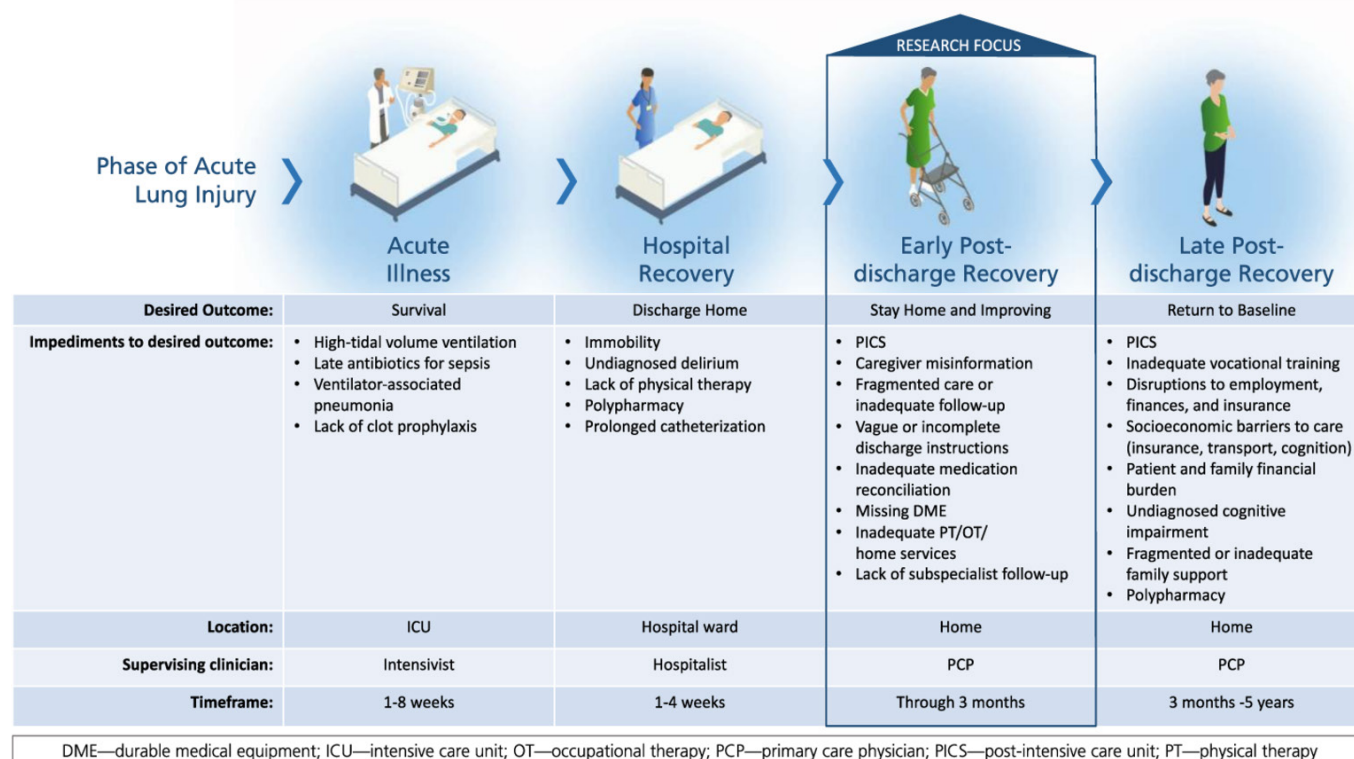 RESEARCH FOCUS
Phase of Acute
Lung Injury
Acute
Illness
Hospital
Recovery
Early Post-
discharge Recovery
Late Post-
discharge Recovery
Desired Outcome:
Survival
Discharge Home
Stay Home and Improving
Return to Baseline
Impediments to desired outcome:
• High-tidal volume ventilation
• Late antibiotics for sepsis
• Ventilator-associated
pneumonia
• Lack of clot prophylaxis
• Immobility
• Undiagnosed delirium
• Lack of physical therapy
• Polypharmacy
• Prolonged catheterization
• PICS
• Caregiver misinformation
• Fragmented care or
inadequate follow-up
• Vague or incomplete
discharge instructions
• Inadequate medication
reconciliation
• Missing DME
• Inadequate PT/OT/
home services
• Lack of subspecialist follow-up
• PICS
• Inadequate vocational training
• Disruptions to employment,
finances, and insurance
• Socioeconomic barriers to care
(insurance, transport, cognition)
• Patient and family financial
burden
• Undiagnosed cognitive
impairment
• Fragmented or inadequate
family support
• Polypharmacy
Location:
ICU
Hospital ward
Home
Home
Supervising clinician:
Intensivist
Hospitalist
PCP
PCP
Timeframe:
1-8 weeks
1-4 weeks
Through 3 months
3 months -5 years
DME—durable medical equipment; ICU—intensive care unit; OT—occupational therapy; PCP—primary care physician; PICS—post-intensive care unit; PT—physical therapy